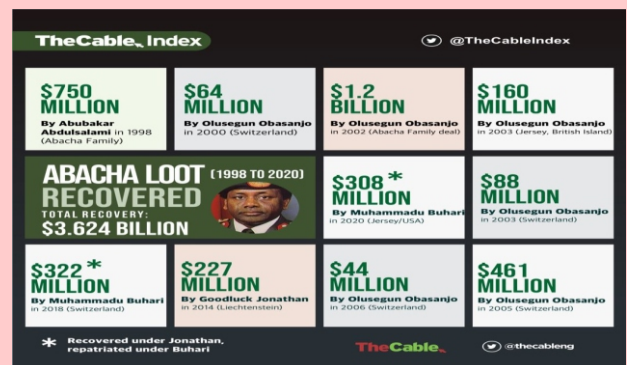 TheCable Index
@TheCableIndex
$750
MILLION
By Abubakar
Abdulsalami in 1998
(Abacha Family)
$64
MILLION
By Olusegun Obasanjo
in 2000 (Switzerland)
$1.2
BILLION
By Olusegun Obasanjo
in 2002 (Abacha Family deal)
$160
MILLION
By Olusegun Obasanjo
in 2003 (Jersey, British Island)
ABACHA LOOT (1998 TO 2020)
RECOVERED
TOTAL RECOVERY:
$3.624 BILLION
$308*
MILLION
By Muhammadu Buhari
in 2020 (Jersey/USA)
$88
MILLION
By Olusegun Obasanjo
in 2003 (Switzerland)
$322*
MILLION
By Muhammadu Buhari
in 2018 (Switzerland)
$227
MILLION
By Goodluck Jonathan
in 2014 (Liechtenstein)
$44
MILLION
By Olusegun Obasanjo
in 2006 (Switzerland)
$461
MILLION
By Olusegun Obasanjo
in 2005 (Switzerland)
* Recovered under Jonathan,
repatriated under Buhari
TheCable
@thecableng